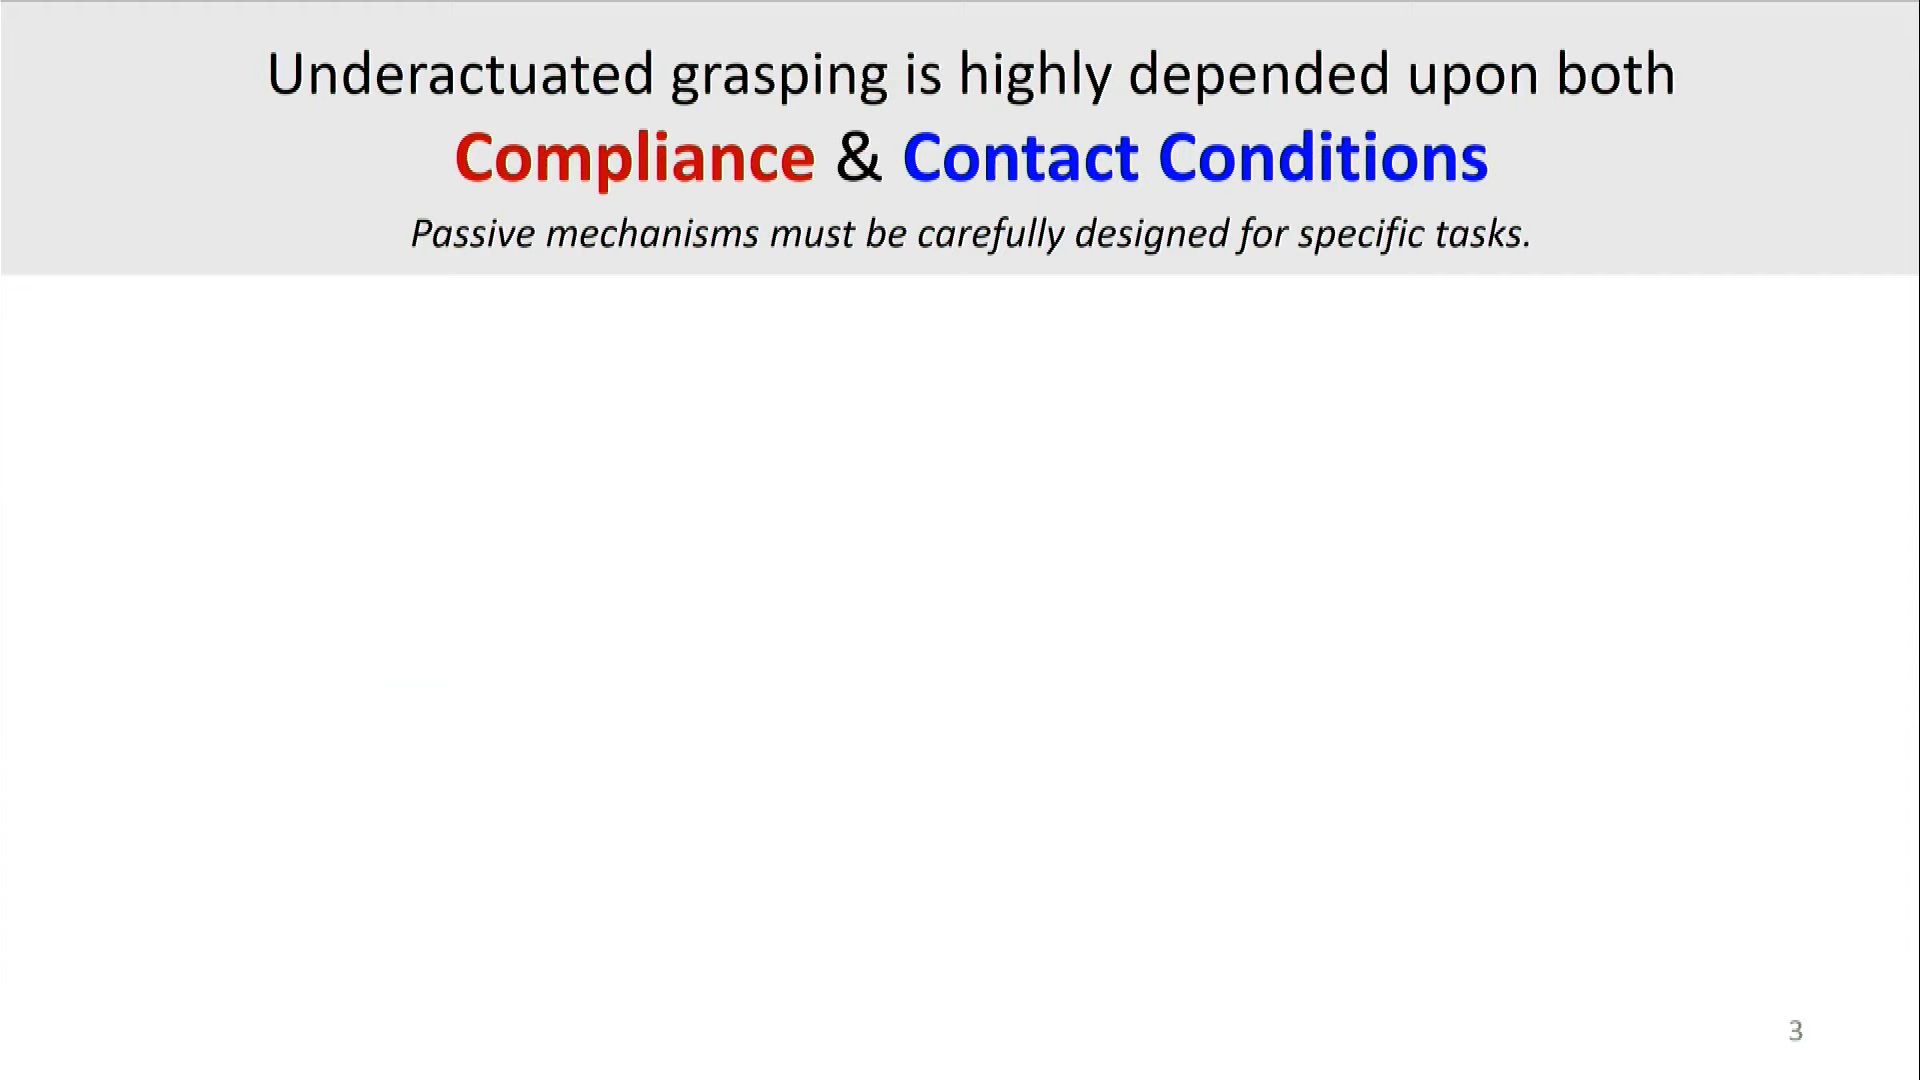 Underactuated grasping is highly depended upon both
Compliance & Contact Conditions
Passive mechanisms must be carefully designed for specific tasks.
3